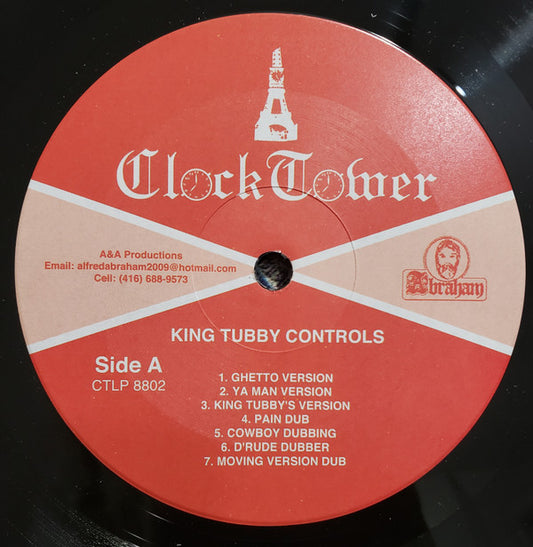 ClockTower
A&A Productions
Email: alfredabraham2009@hotmail.com
Cell: (416) 688-9573
Abraham
KING TUBBY CONTROLS
Side A
CTLP 8802
1. GHETTO VERSION
2. YA MAN VERSION
3. KING TUBBY'S VERSION
4. PAIN DUB
5. COWBOY DUBBING
6. D'RUDE DUBBER
7. MOVING VERSION DUB